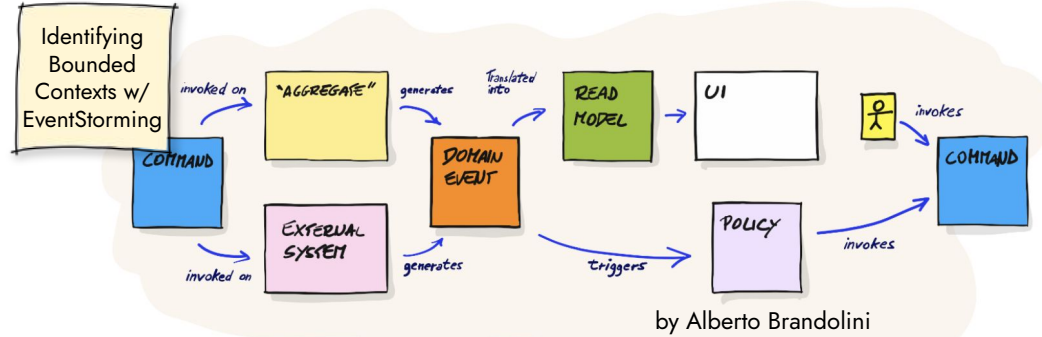 Identifying
Bounded
Contexts w/
EventStorming
COMMAND
invoked on
"AGGREGATE"
generates
invoked on
EXTERNAL
SYSTEM
generates
DOMAIN
EVENT
Translated
into
READ
MODEL
UI
triggers
POLICY
invokes
invokes
COMMAND
by Alberto Brandolini